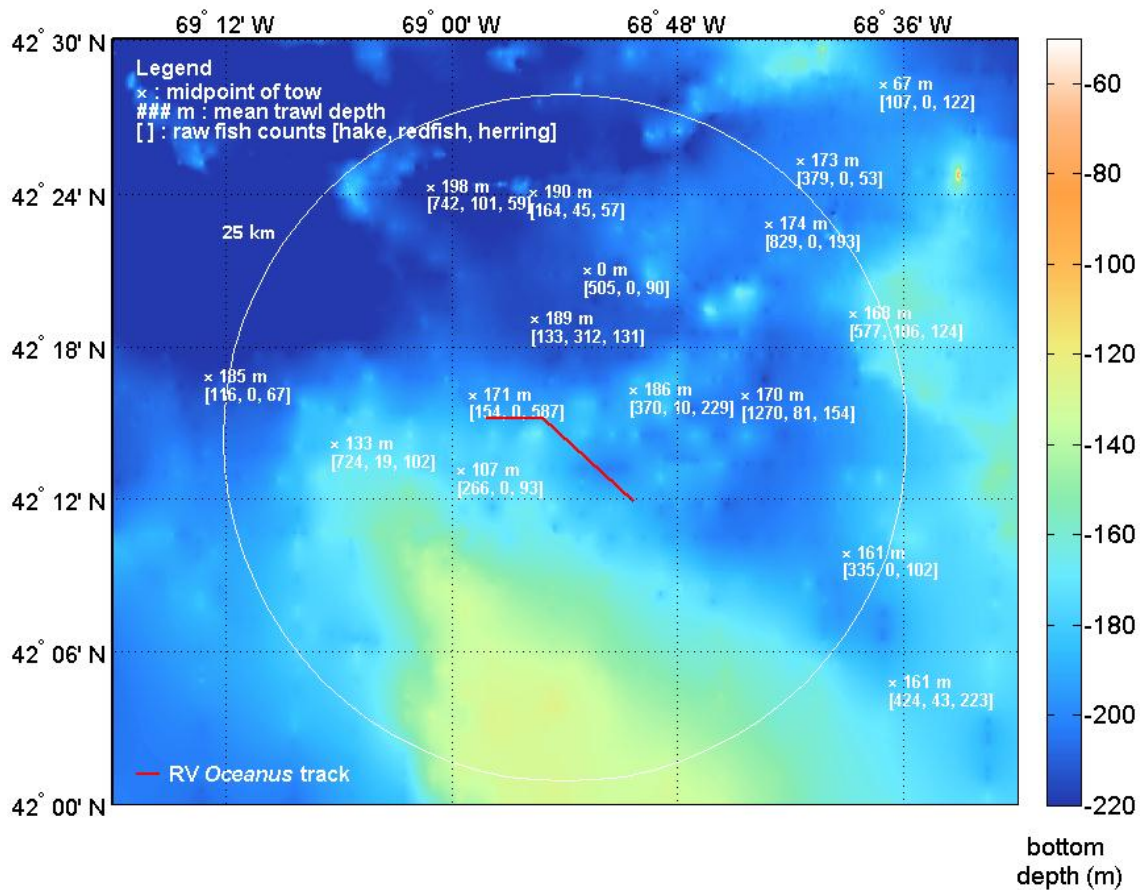 69° 12' W 69° 00' W 68° 48' W 68° 36' W
42° 30' N
Legend
× : midpoint of tow
### m : mean trawl depth
[ ] : raw fish counts [hake, redfish, herring]
-60
× 67 m
[107, 0, 122]
× 173 m
[379, 0, 53]
-80
42° 24' N
× 198 m
[742, 101, 59]
× 190 m
[164, 45, 57]
25 km
× 174 m
[829, 0, 193]
-100
× 0 m
[505, 0, 90]
× 189 m
[133, 312, 131]
× 168 m
[577, 106, 124]
42° 18' N
-120
× 185 m
[116, 0, 67]
× 171 m
[154, 0, 587]
× 186 m
[370, 10, 229]
× 170 m
[1270, 81, 154]
-140
× 133 m
[724, 19, 102]
× 107 m
[266, 0, 93]
42° 12' N
-160
× 161 m
[335, 0, 102]
-180
42° 06' N
× 161 m
[424, 43, 223]
-200
RV Oceanus track
42° 00' N
-220
bottom
depth (m)